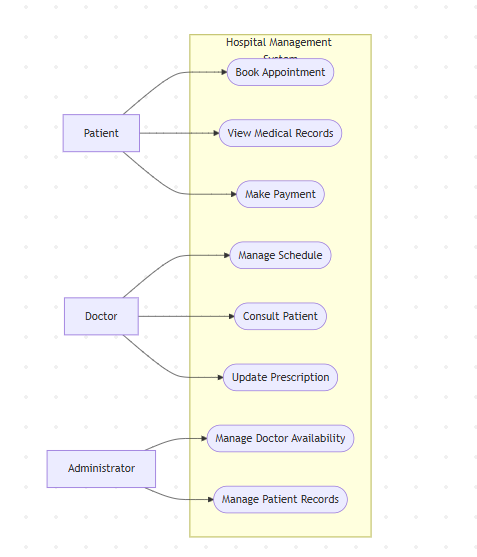 Hospital Management
System
Book Appointment
Patient
View Medical Records
Make Payment
Manage Schedule
Doctor
Consult Patient
Update Prescription
Manage Doctor Availability
Administrator
Manage Patient Records